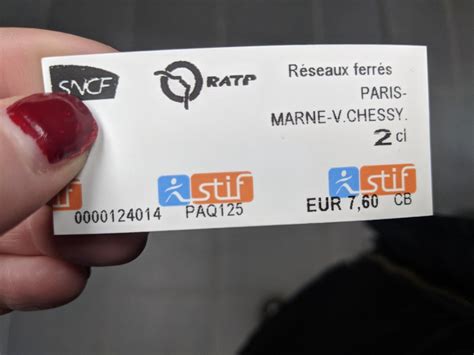 SNCF RATP Réseaux ferrés
PARIS-
MARNE-V.CHESSY.
2 cl
stif stif
0000124014 PAQ125 EUR 7,60 CB